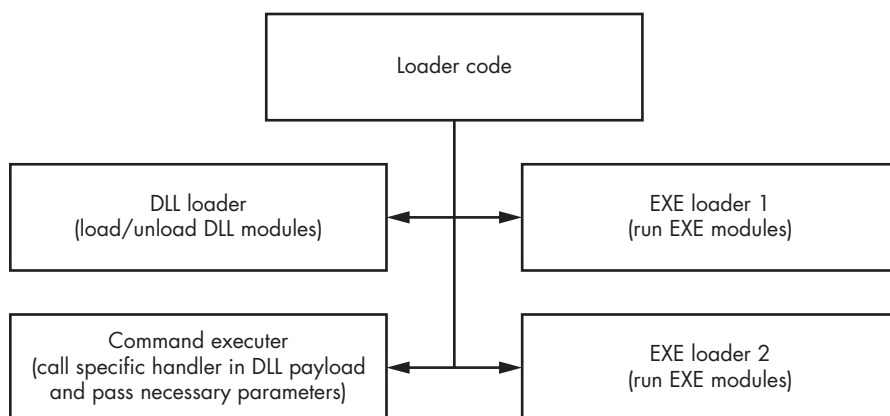 Loader code
DLL loader
(load/unload DLL modules)
EXE loader 1
(run EXE modules)
Command executer
(call specific handler in DLL payload
and pass necessary parameters)
EXE loader 2
(run EXE modules)